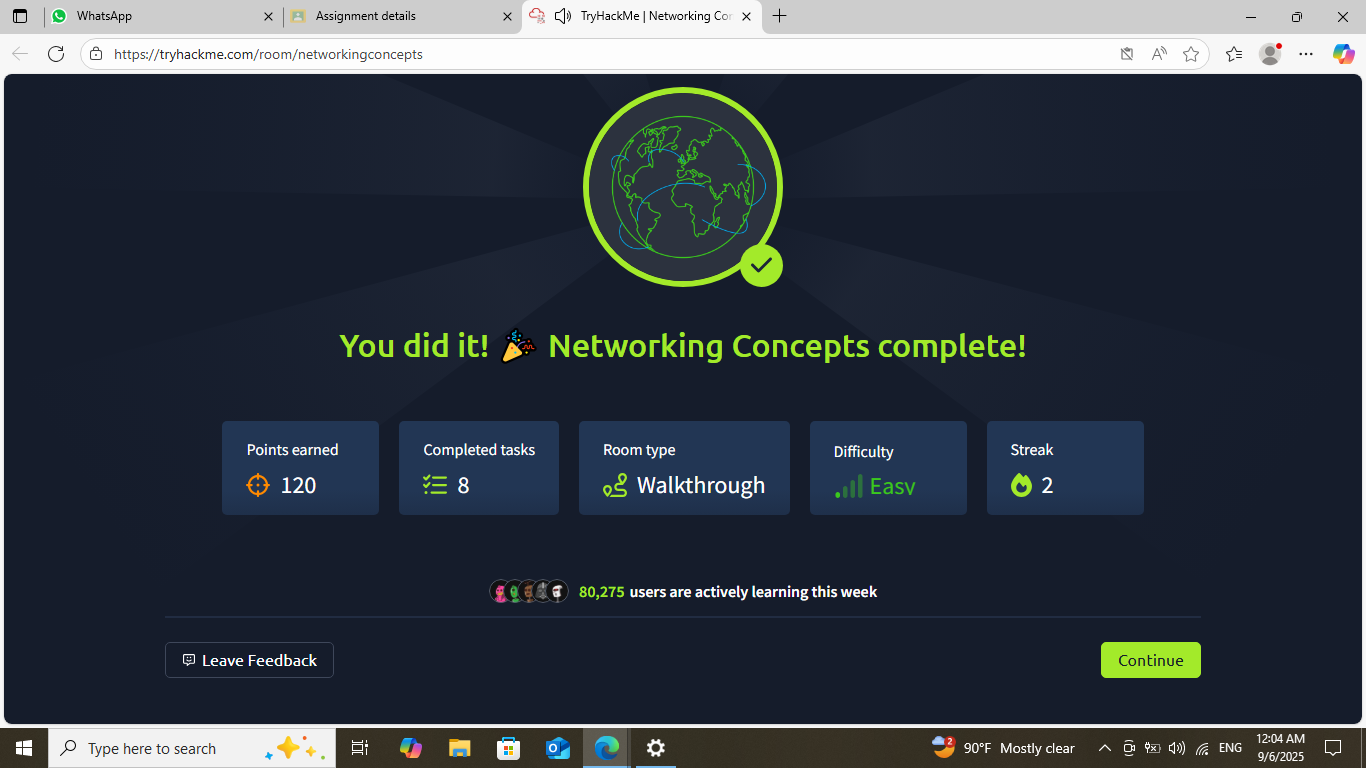 WhatsApp
Assignment details
TryHackMe | Networking Cor
https://tryhackme.com/room/networkingconcepts
You did it! 🎉 Networking Concepts complete!
Points earned
120
Completed tasks
8
Room type
Walkthrough
Difficulty
Easy
Streak
2
80,275 users are actively learning this week
Leave Feedback
Continue
Type here to search
2
90°F Mostly clear
ENG
12:04 AM
9/6/2025